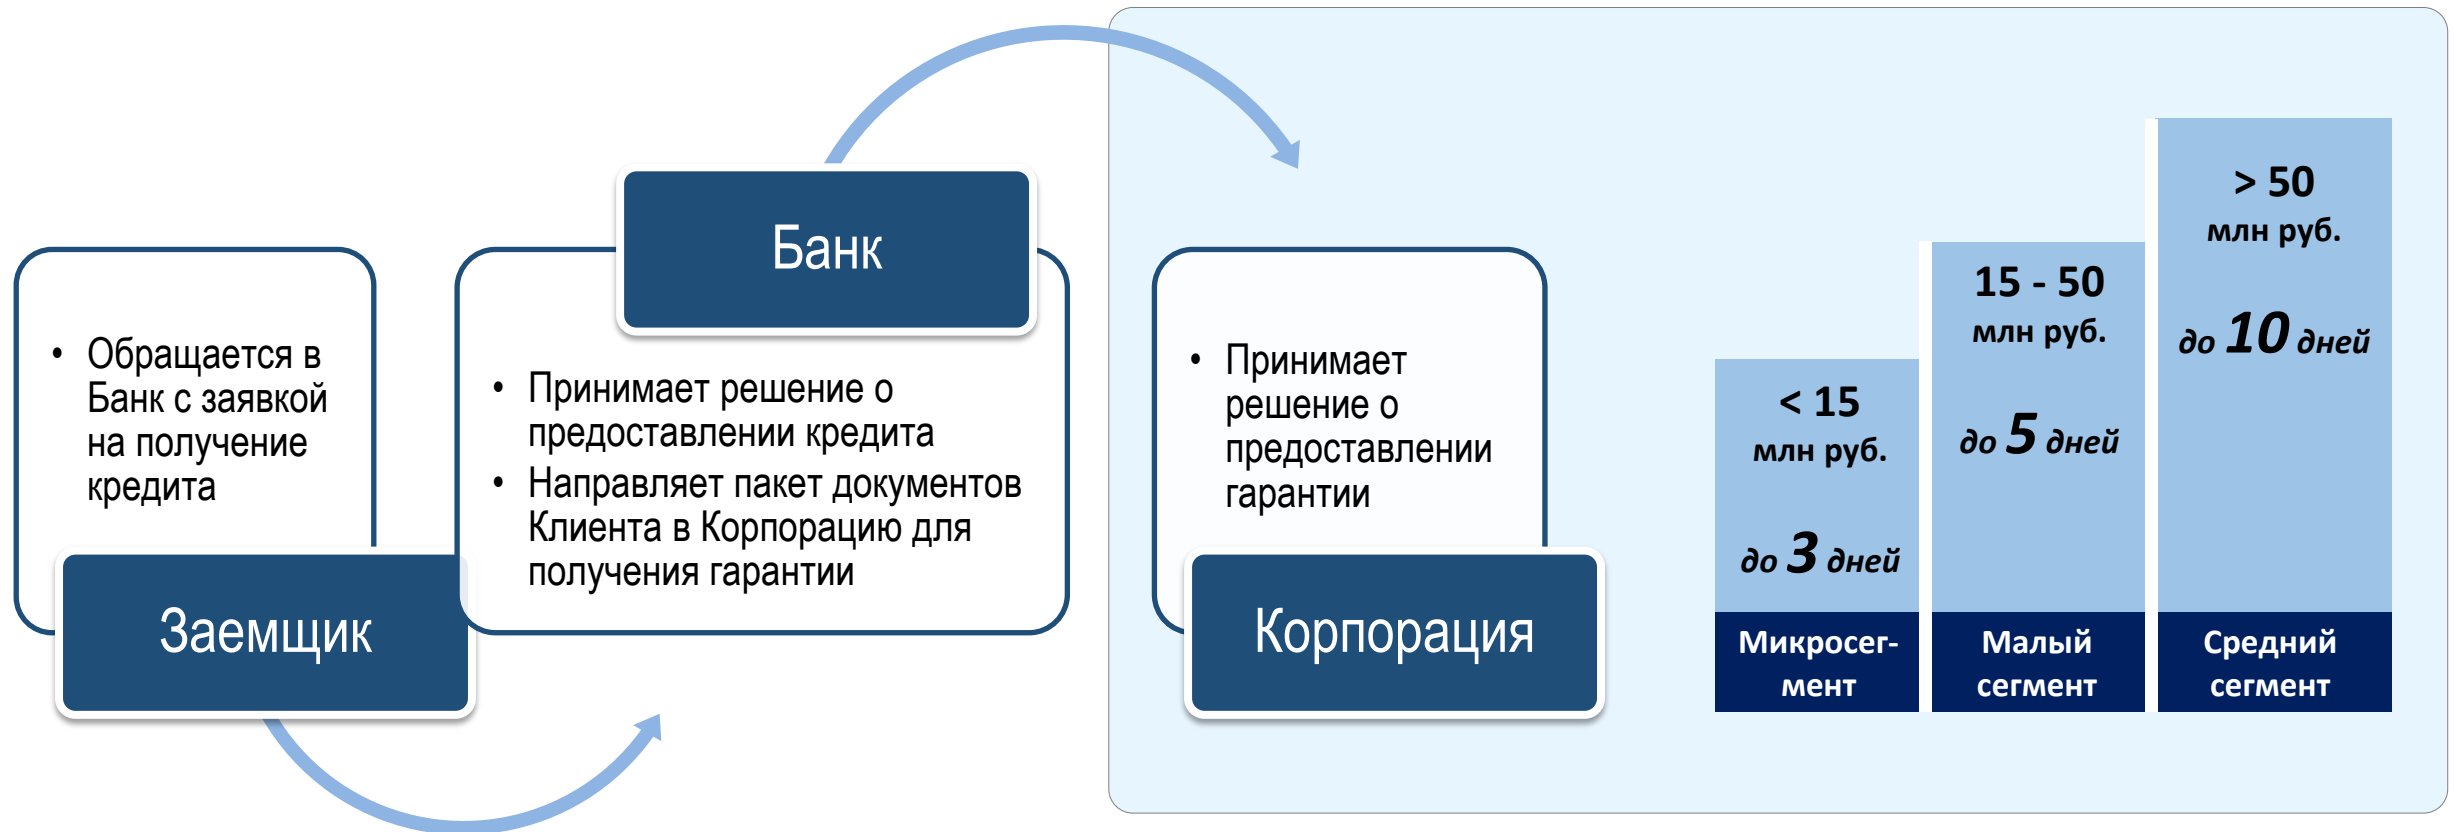 • Обращается в
Банк с заявкой
на получение
кредита
Заемщик
Банк
• Принимает решение о
предоставлении кредита
• Направляет пакет документов
Клиента в Корпорацию для
получения гарантии
• Принимает
решение о
предоставлении
гарантии
Корпорация
< 15
млн руб.
до 3 дней
Микросег-
мент
15 - 50
млн руб.
до 5 дней
Малый
сегмент
> 50
млн руб.
до 10 дней
Средний
сегмент